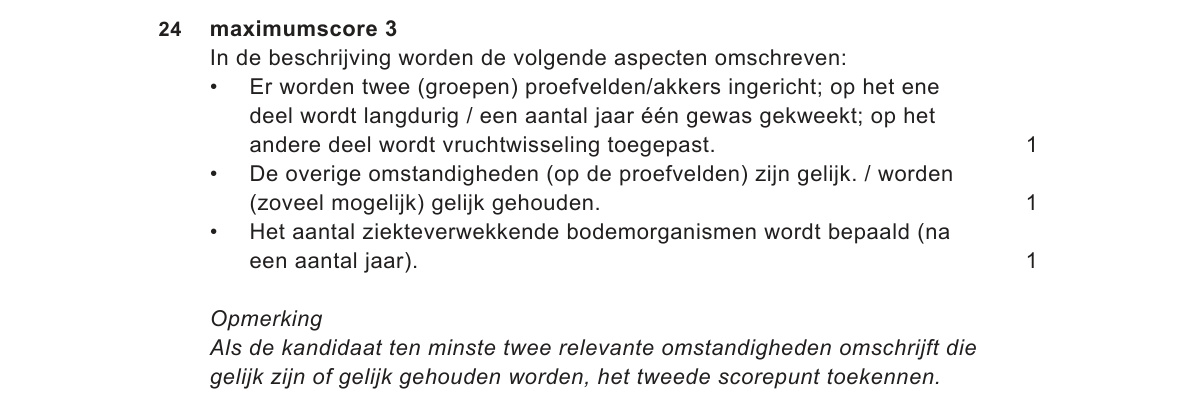 24 maximumscore 3
In de beschrijving worden de volgende aspecten omschreven:
• Er worden twee (groepen) proefvelden/akkers ingericht; op het ene
deel wordt langdurig / een aantal jaar één gewas gekweekt; op het
andere deel wordt vruchtwisseling toegepast. 1
• De overige omstandigheden (op de proefvelden) zijn gelijk. / worden
(zoveel mogelijk) gelijk gehouden. 1
• Het aantal ziekteverwekkende bodemorganismen wordt bepaald (na
een aantal jaar). 1
Opmerking
Als de kandidaat ten minste twee relevante omstandigheden omschrijft die
gelijk zijn of gelijk gehouden worden, het tweede scorepunt toekennen.